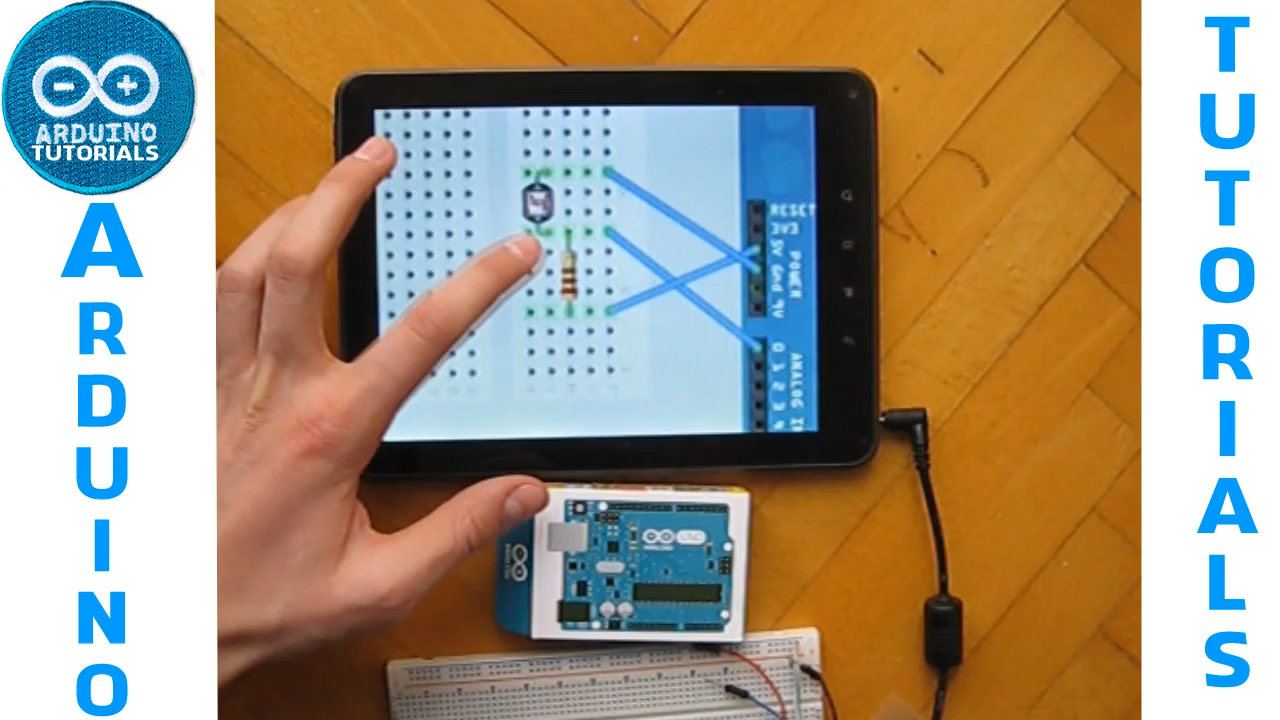 ARDUINO
TUTORIALS
ARDUINO
TUTORIALS
RESET
3V3
5V
Gnd
9V
POWER
0
1
2
3
4
ANALOG IN
UNO